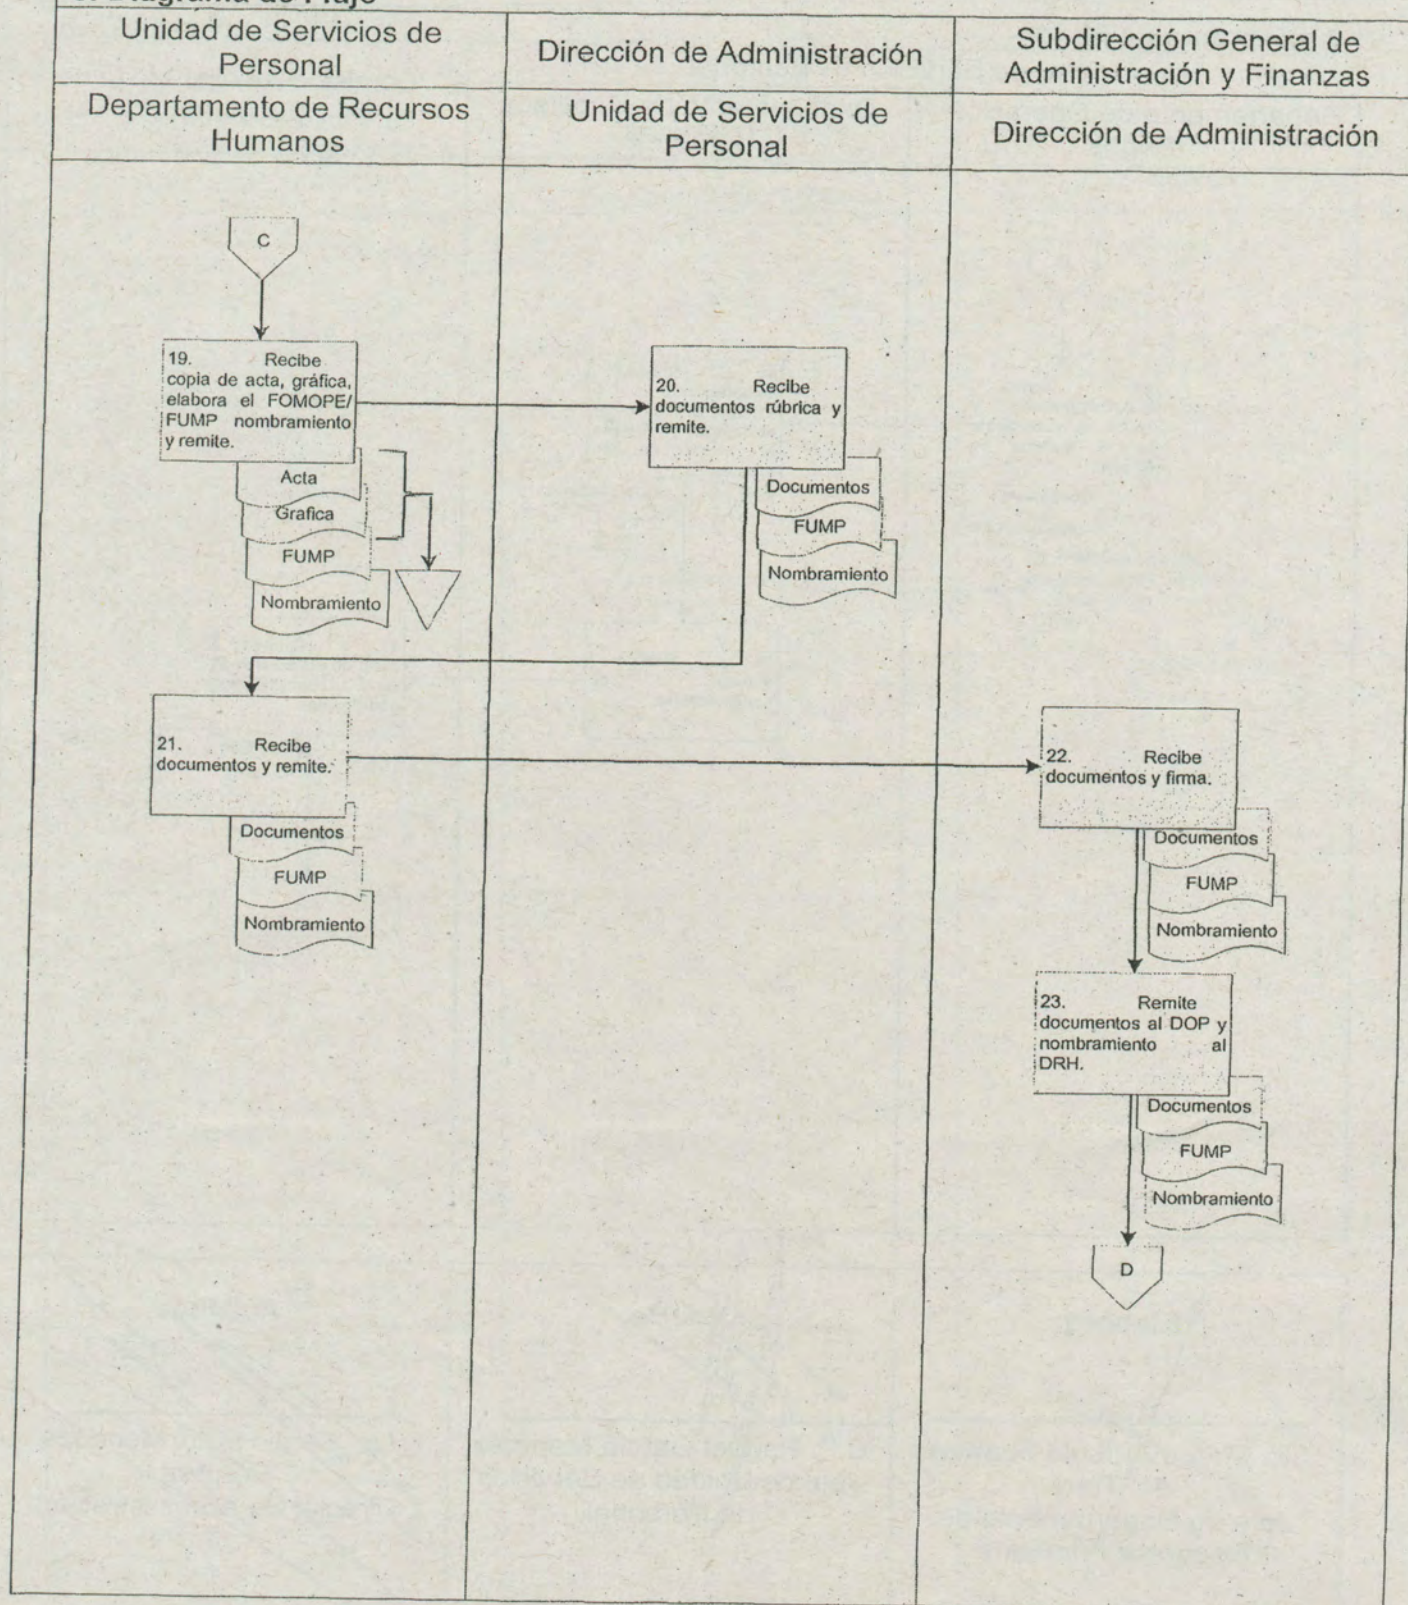 Unidad de Servicios de
Personal
Dirección de Administración
Subdirección General de
Administración y Finanzas
Departamento de Recursos
Humanos
Unidad de Servicios de
Personal
Dirección de Administración
C
19. Recibe
copia de acta, gráfica,
elabora el FOMOPE/
FUMP nombramiento
y remite.
Acta
Grafica
FUMP
Nombramiento
20. Recibe
documentos rúbrica y
remite.
Documentos
FUMP
Nombramiento
21. Recibe
documentos y remite.
Documentos
FUMP
Nombramiento
22. Recibe
documentos y firma.
Documentos
FUMP
Nombramiento
23. Remite
documentos al DOP y
nombramiento al
DRH.
Documentos
FUMP
Nombramiento
D